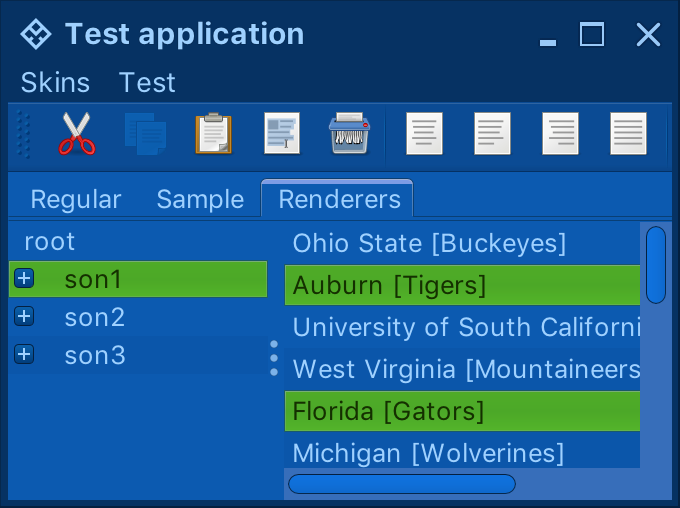 Test application
Skins Test
Regular Sample Renderers
root
son1
son2
son3
Ohio State [Buckeyes]
Auburn [Tigers]
University of South Californi
West Virginia [Mountaineers
Florida [Gators]
Michigan [Wolverines]